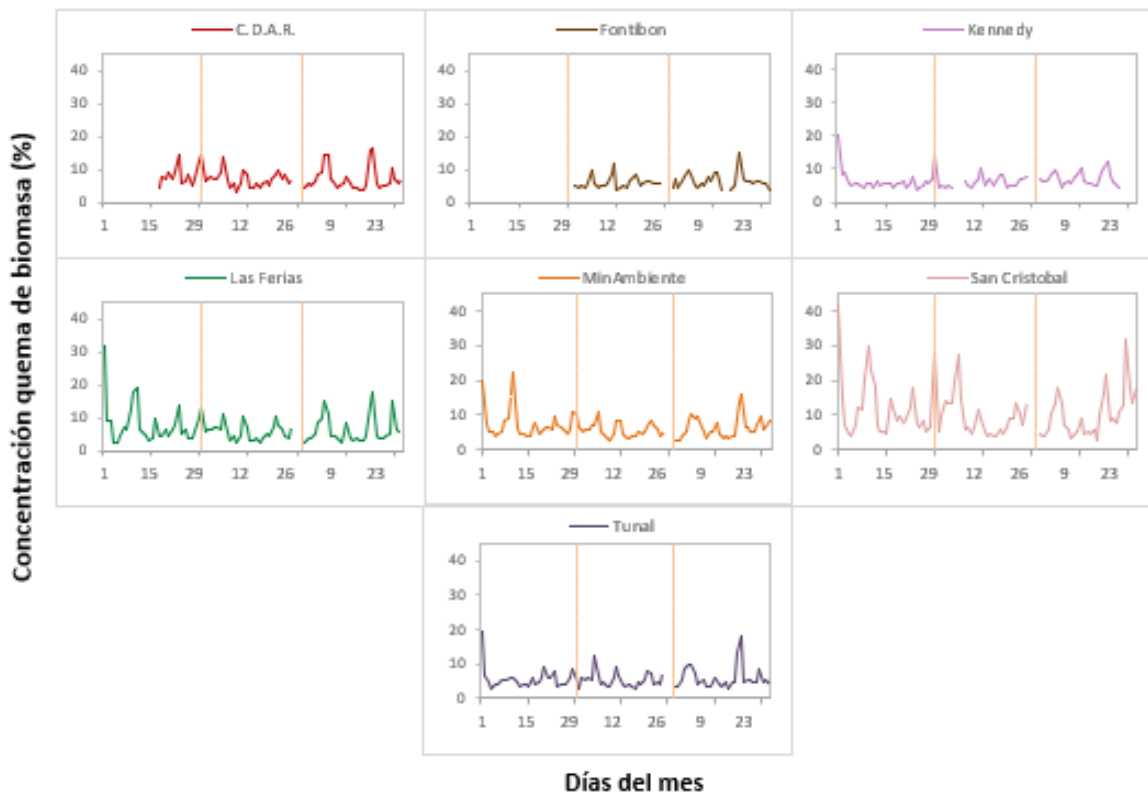 Concentración quema de biomasa (%)
C.D.A.R.
40
30
20
10
0
1 15 29 12 26 9 23
Fontibon
40
30
20
10
0
1 15 29 12 26 9 23
Kennedy
40
30
20
10
0
1 15 29 12 26 9 23
Las Ferias
40
30
20
10
0
1 15 29 12 26 9 23
MinAmbiente
40
30
20
10
0
1 15 29 12 26 9 23
San Cristobal
40
30
20
10
0
1 15 29 12 26 9 23
Tunal
40
30
20
10
0
1 15 29 12 26 9 23
Días del mes